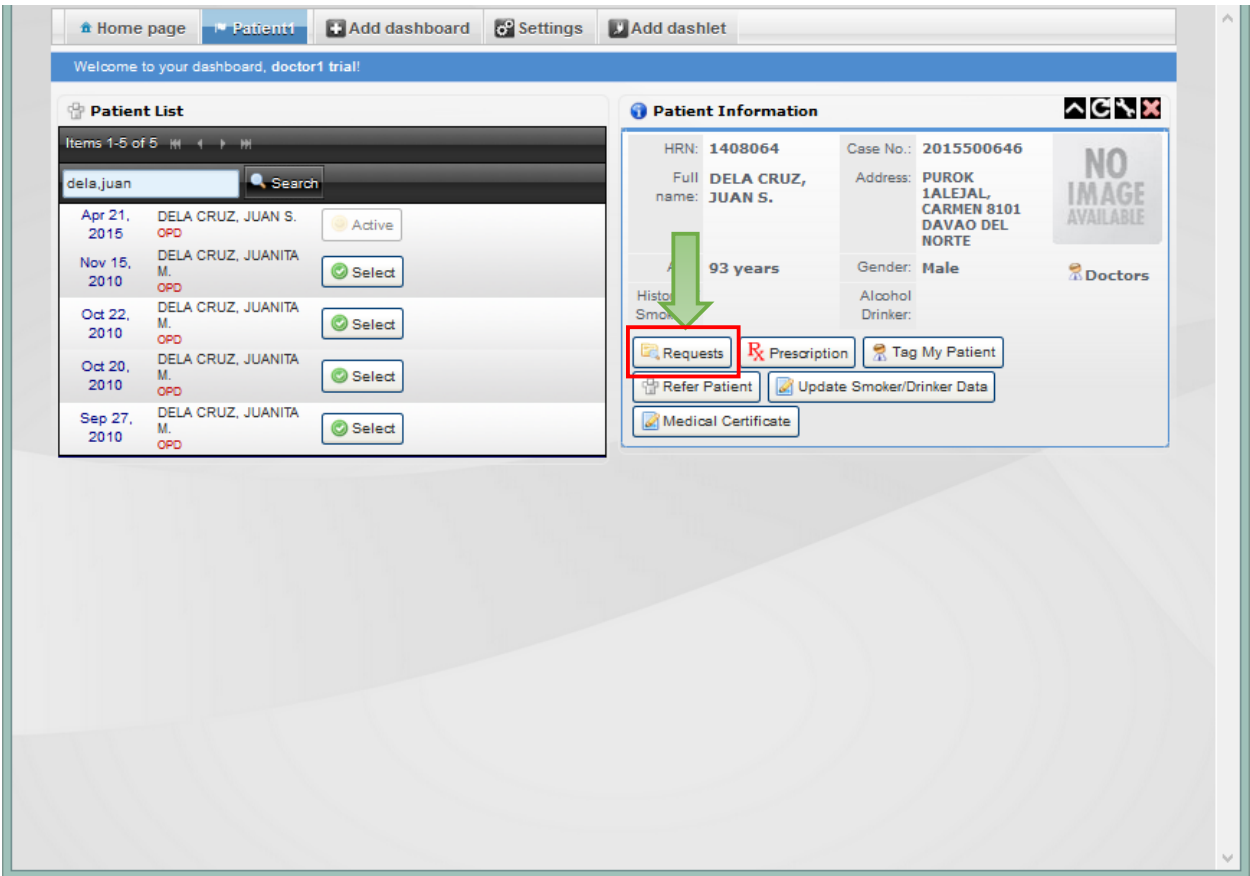 Home page Patient1 Add dashboard Settings Add dashlet
Welcome to your dashboard, doctor1 trial!
Patient List
Items 1-5 of 5
dela,juan Search
Apr 21, 2015 DELA CRUZ, JUAN S. OPD Active
Nov 15, 2010 DELA CRUZ, JUANITA M. OPD Select
Oct 22, 2010 DELA CRUZ, JUANITA M. OPD Select
Oct 20, 2010 DELA CRUZ, JUANITA M. OPD Select
Sep 27, 2010 DELA CRUZ, JUANITA M. OPD Select
Patient Information
HRN: 1408064 Case No.: 2015500646
Full name: DELA CRUZ, JUAN S. Address: PUROK 1ALEJAL, CARMEN 8101 DAVAO DEL NORTE
NO IMAGE AVAILABLE
93 years Gender: Male Doctors
Alcohol Drinker:
Requests Rx Prescription Tag My Patient
Refer Patient Update Smoker/Drinker Data
Medical Certificate